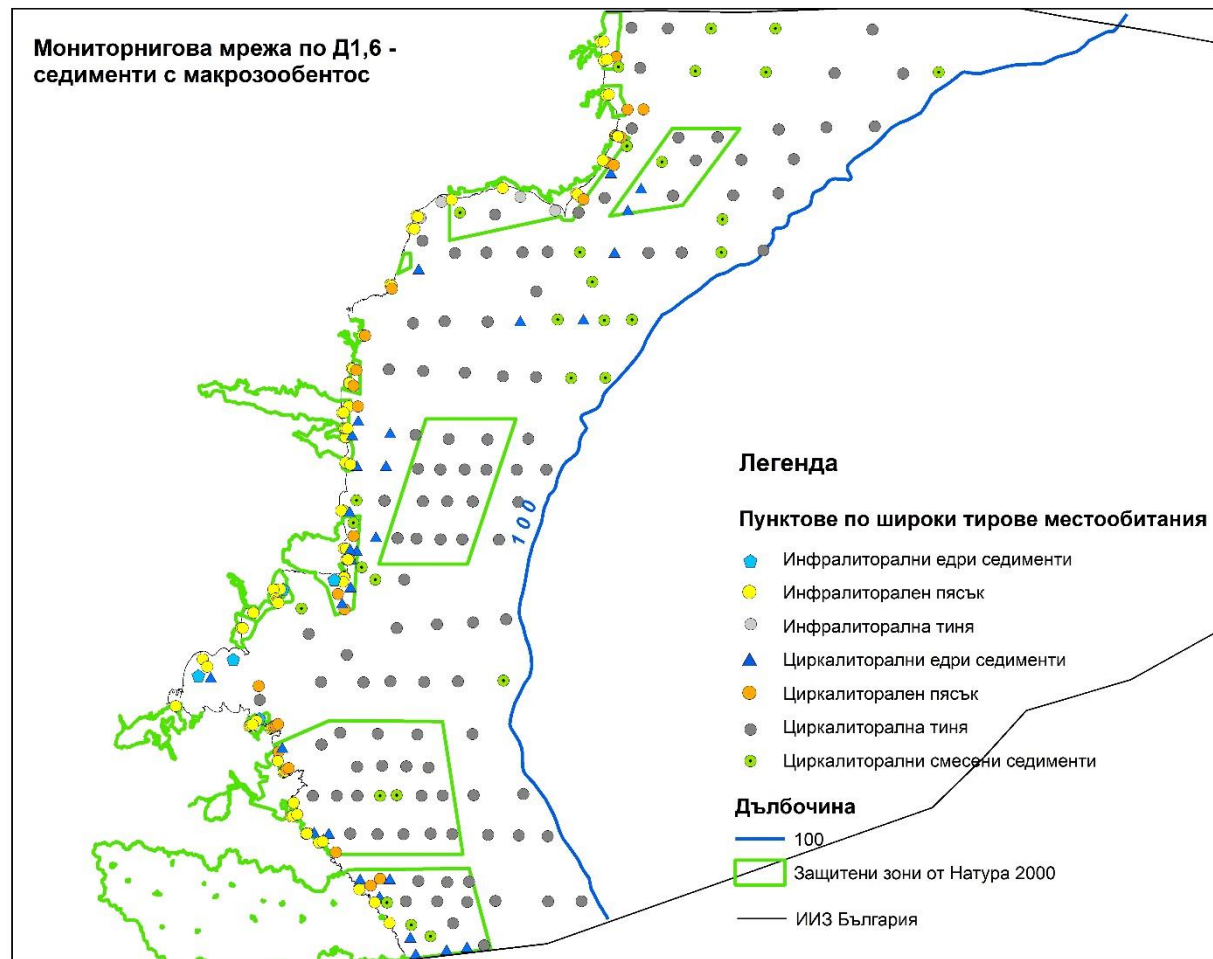 Мониторнигова мрежа по Д1,6 -
седименти с макрозообентос
100
Легенда
Пунктове по широки тирове местообитания
Инфралиторални едри седименти
Инфралиторален пясък
Инфралиторална тиня
Циркалиторални едри седименти
Циркалиторален пясък
Циркалиторална тиня
Циркалиторални смесени седименти
Дълбочина
100
Защитени зони от Натура 2000
ИИЗ България